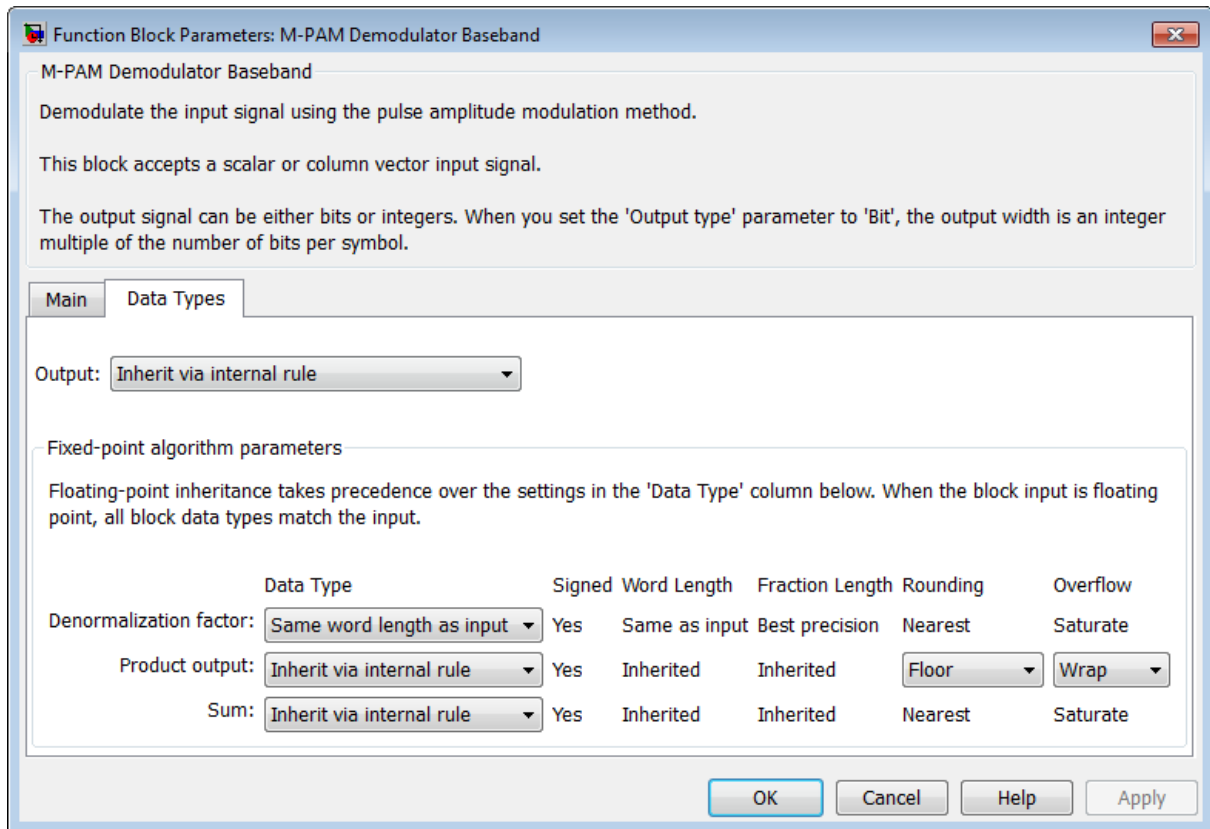 Function Block Parameters: M-PAM Demodulator Baseband
M-PAM Demodulator Baseband
Demodulate the input signal using the pulse amplitude modulation method.
This block accepts a scalar or column vector input signal.
The output signal can be either bits or integers. When you set the 'Output type' parameter to 'Bit', the output width is an integer
multiple of the number of bits per symbol.
Main Data Types
Output: Inherit via internal rule
Fixed-point algorithm parameters
Floating-point inheritance takes precedence over the settings in the 'Data Type' column below. When the block input is floating
point, all block data types match the input.
Data Type Signed Word Length Fraction Length Rounding Overflow
Denormalization factor: Same word length as input Yes Same as input Best precision Nearest Saturate
Product output: Inherit via internal rule Yes Inherited Inherited Floor Wrap
Sum: Inherit via internal rule Yes Inherited Inherited Nearest Saturate
OK Cancel Help Apply